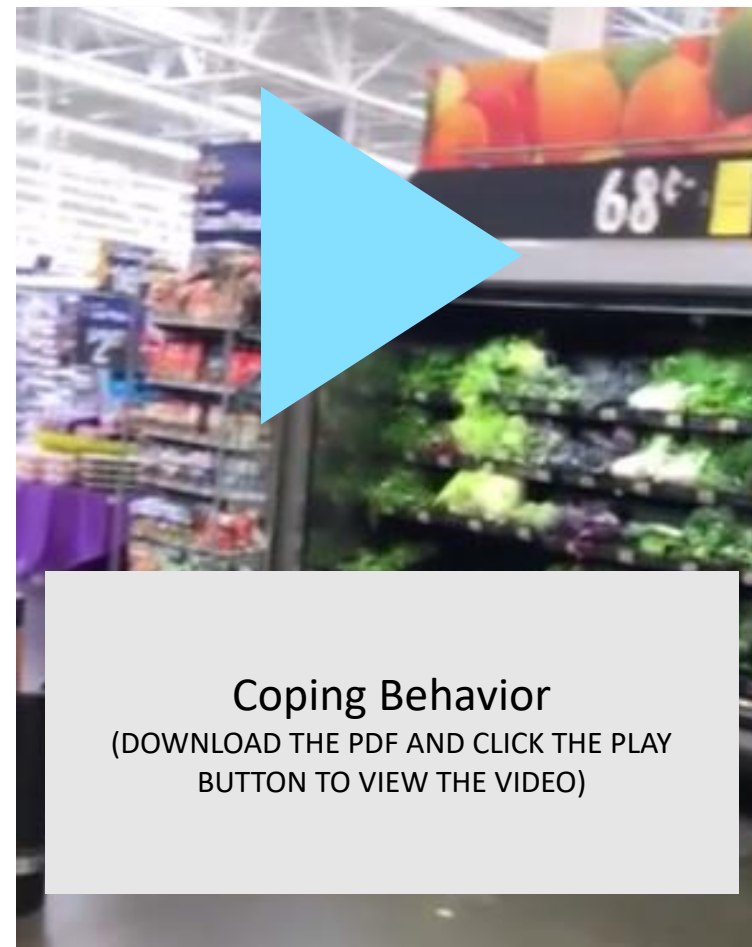 68¢
Coping Behavior
(DOWNLOAD THE PDF AND CLICK THE PLAY
BUTTON TO VIEW THE VIDEO)